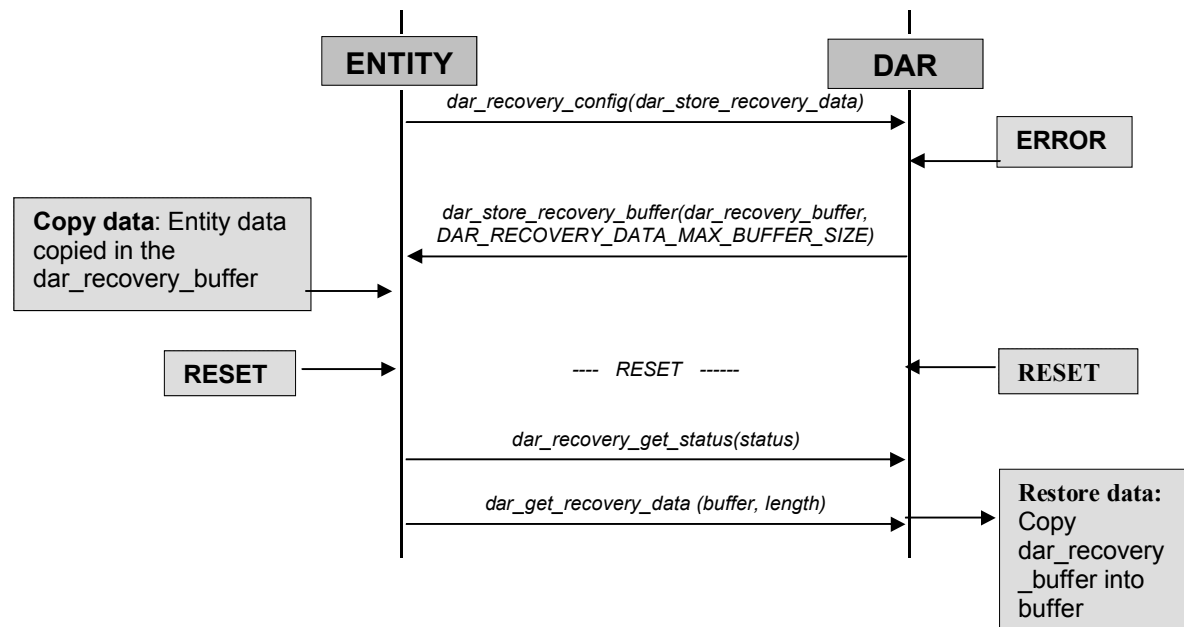 ENTITY
DAR
dar_recovery_config(dar_store_recovery_data)
ERROR
Copy data: Entity data
copied in the
dar_recovery_buffer
dar_store_recovery_buffer(dar_recovery_buffer,
DAR_RECOVERY_DATA_MAX_BUFFER_SIZE)
RESET
---- RESET ------
RESET
dar_recovery_get_status(status)
dar_get_recovery_data (buffer, length)
Restore data:
Copy
dar_recovery
_buffer into
buffer